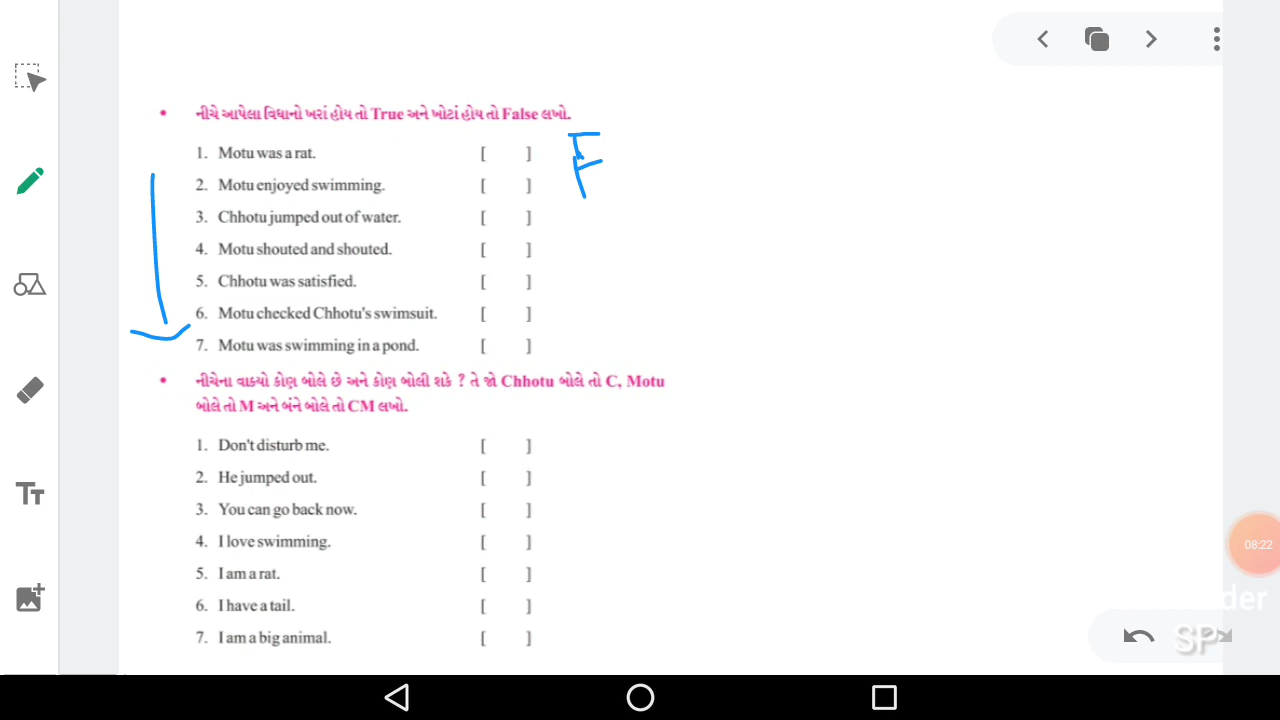 • નીચે આપેલા વિધાનો ખરાં હોય તો True અને ખોટાં હોય તો False લખો.
1. Motu was a rat. [ ] F
2. Motu enjoyed swimming. [ ]
3. Chhotu jumped out of water. [ ]
4. Motu shouted and shouted. [ ]
5. Chhotu was satisfied. [ ]
6. Motu checked Chhotu's swimsuit. [ ]
7. Motu was swimming in a pond. [ ]
• નીચેના વાક્યો કોણ બોલે છે અને કોણ બોલી શકે ? તે જો Chhotu બોલે તો C, Motu
બોલે તો M અને બંને બોલે તો CM લખો.
1. Don't disturb me. [ ]
2. He jumped out. [ ]
3. You can go back now. [ ]
4. I love swimming. [ ]
5. I am a rat. [ ]
6. I have a tail. [ ]
7. I am a big animal. [ ]
TT
08:22
der
SP